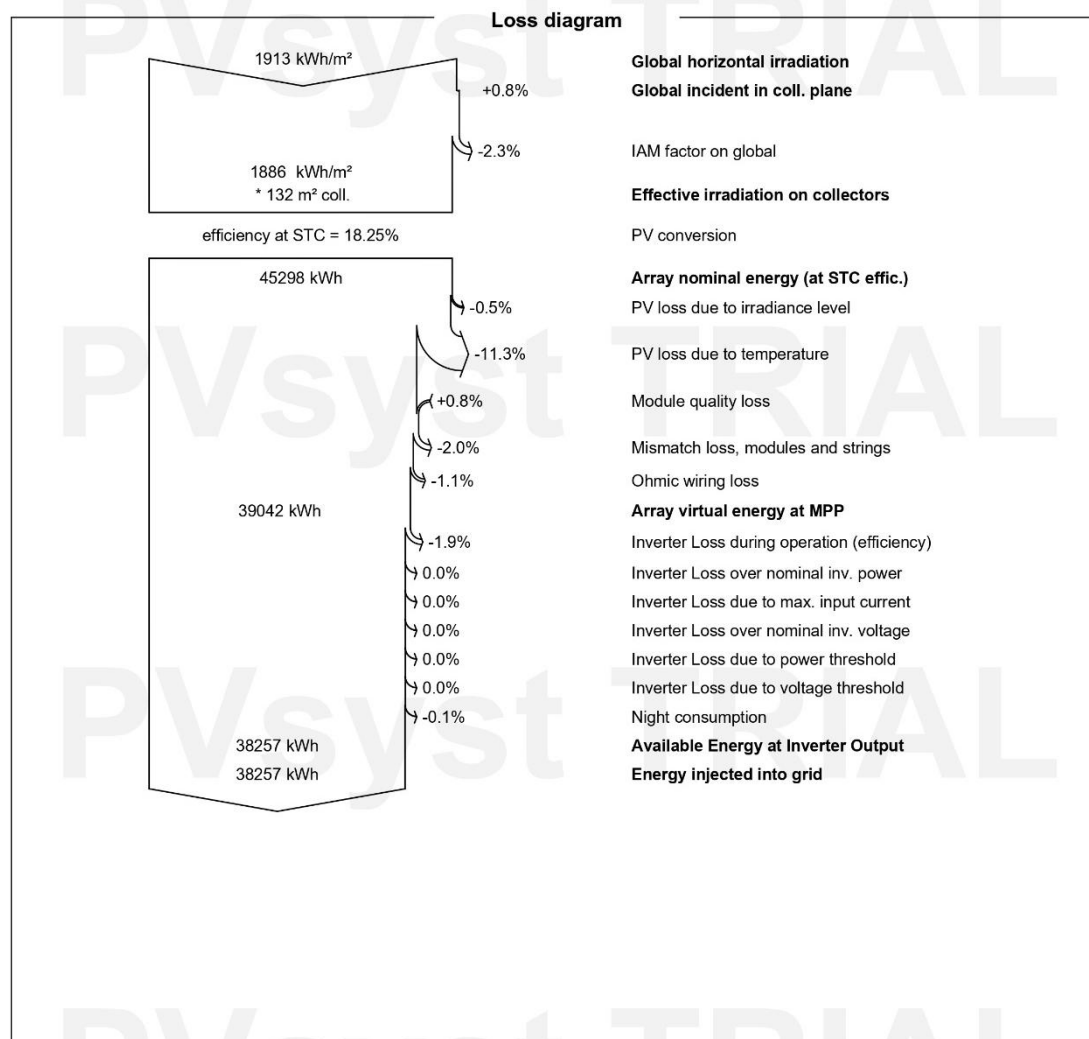 Loss diagram
1913 kWh/m² Global horizontal irradiation
+0.8% Global incident in coll. plane
-2.3% IAM factor on global
1886 kWh/m²
* 132 m² coll. Effective irradiation on collectors
efficiency at STC = 18.25% PV conversion
45298 kWh Array nominal energy (at STC effic.)
-0.5% PV loss due to irradiance level
-11.3% PV loss due to temperature
+0.8% Module quality loss
-2.0% Mismatch loss, modules and strings
-1.1% Ohmic wiring loss
39042 kWh Array virtual energy at MPP
-1.9% Inverter Loss during operation (efficiency)
0.0% Inverter Loss over nominal inv. power
0.0% Inverter Loss due to max. input current
0.0% Inverter Loss over nominal inv. voltage
0.0% Inverter Loss due to power threshold
0.0% Inverter Loss due to voltage threshold
-0.1% Night consumption
38257 kWh Available Energy at Inverter Output
38257 kWh Energy injected into grid
PVsyst TRIAL
PVsyst TRIAL
PVsyst TRIAL
PVsyst TRIAL